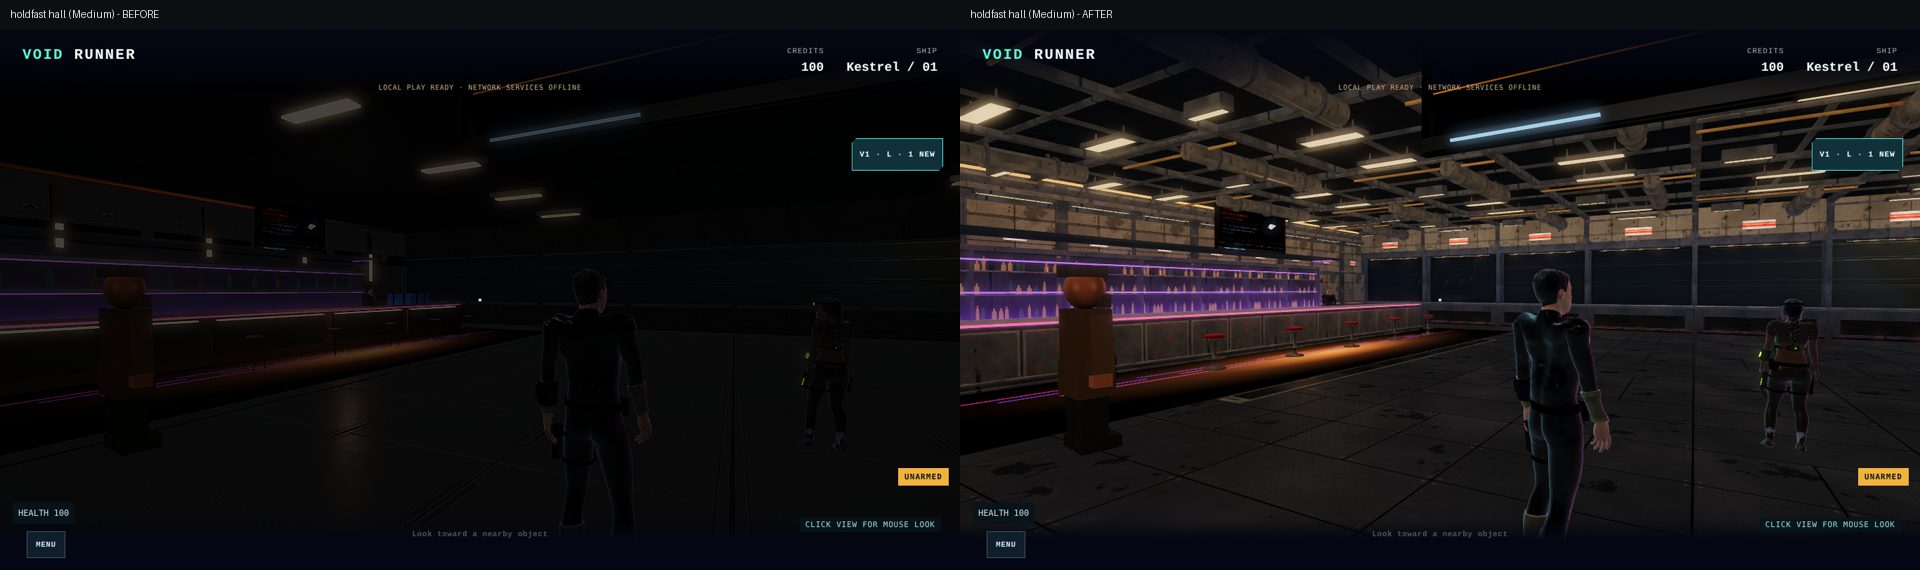 holdfast hall (Medium) - BEFORE
VOID RUNNER
CREDITS SHIP
100 Kestrel / 01
LOCAL PLAY READY · NETWORK SERVICES OFFLINE
V1 · L · 1 NEW
UNARMED
HEALTH 100
CLICK VIEW FOR MOUSE LOOK
Look toward a nearby object
MENU
holdfast hall (Medium) - AFTER
VOID RUNNER
CREDITS SHIP
100 Kestrel / 01
LOCAL PLAY READY · NETWORK SERVICES OFFLINE
V1 · L · 1 NEW
UNARMED
HEALTH 100
CLICK VIEW FOR MOUSE LOOK
Look toward a nearby object
MENU